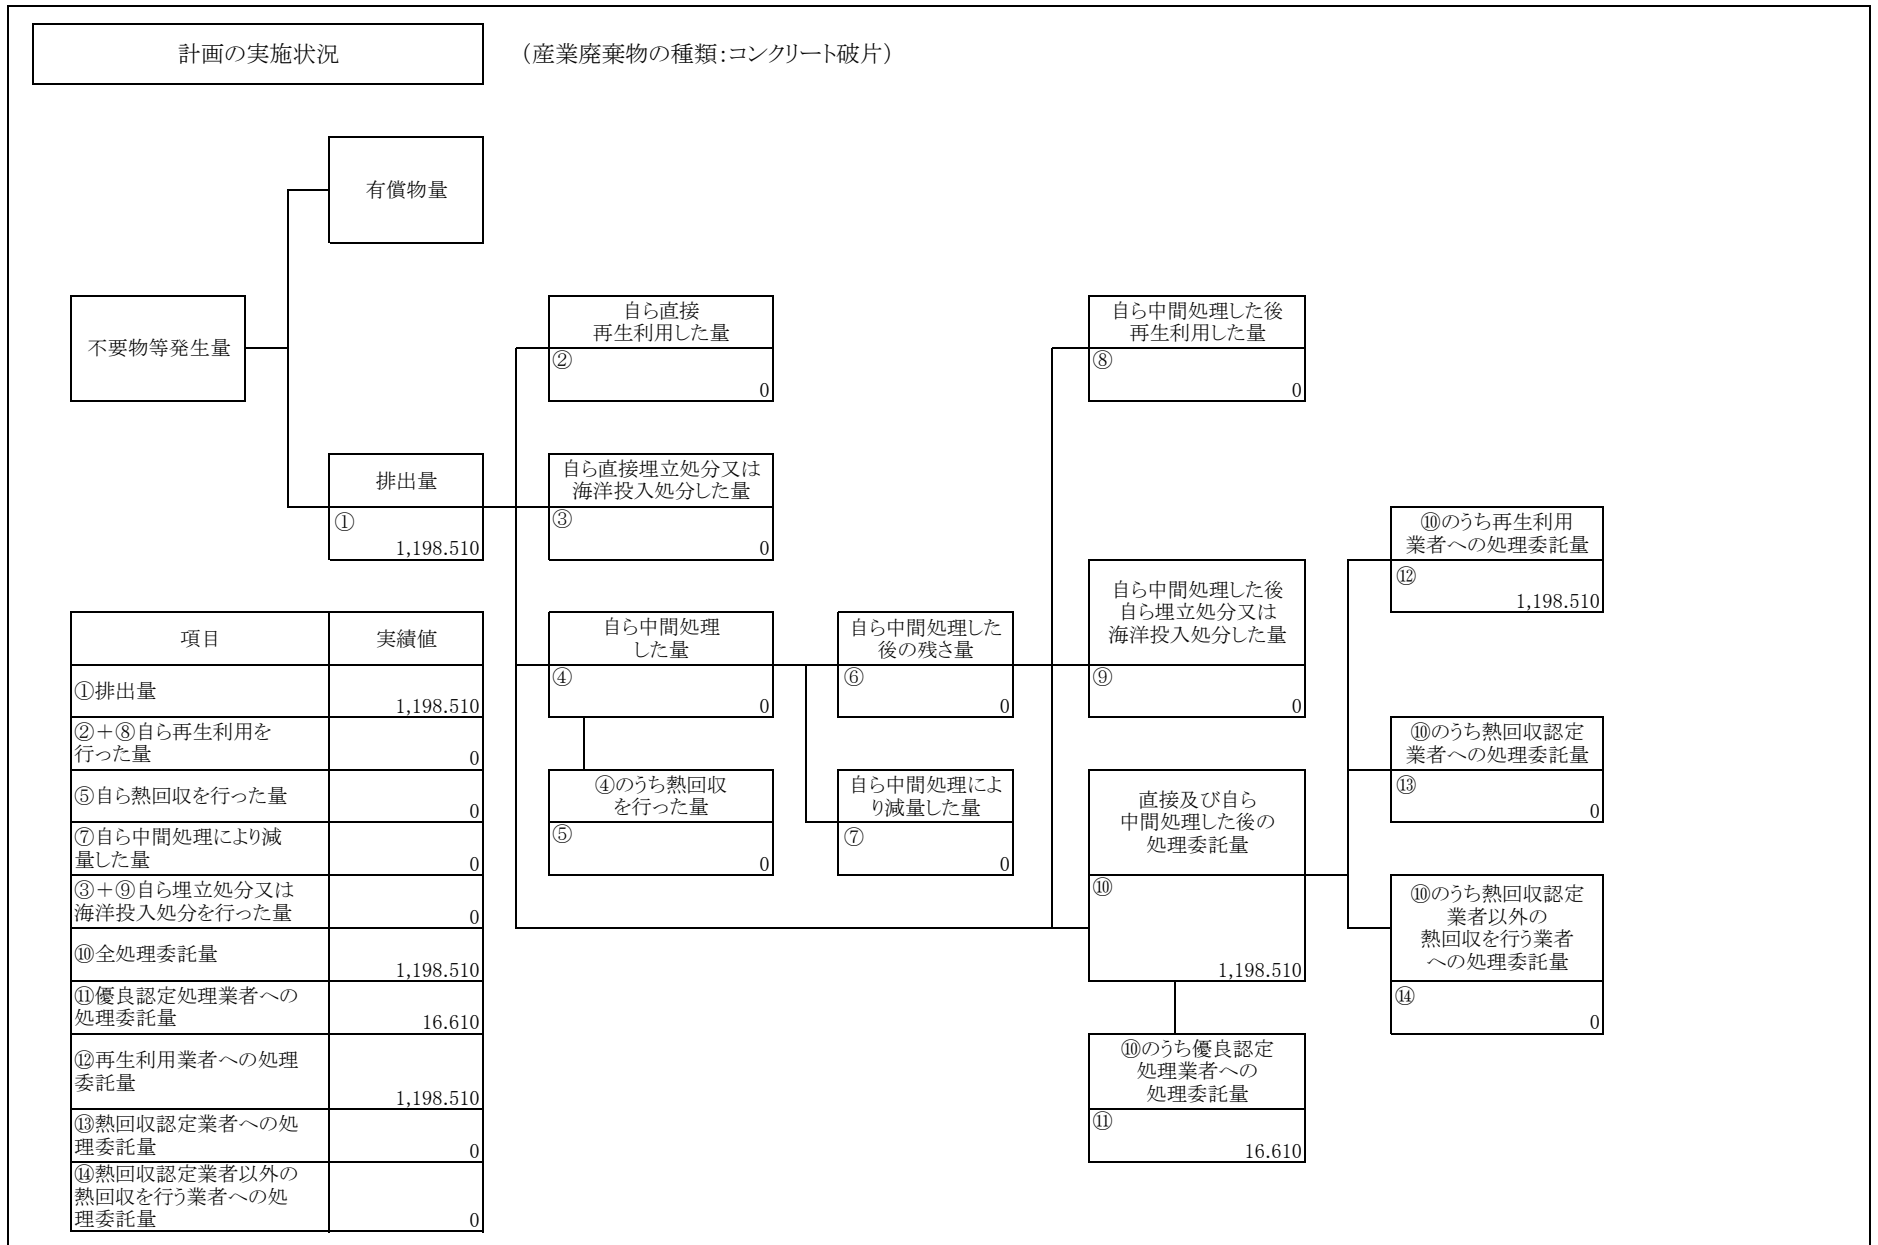 計画の実施状況
（産業廃棄物の種類：コンクリート破片）
有償物量
不要物等発生量
排出量
①
1,198.510
自ら直接
再生利用した量
②
0
自ら直接埋立処分又は
海洋投入処分した量
③
0
自ら中間処理
した量
④
0
④のうち熱回収
を行った量
⑤
0
自ら中間処理した
後の残さ量
⑥
0
自ら中間処理によ
り減量した量
⑦
0
自ら中間処理した後
再生利用した量
⑧
0
自ら中間処理した後
自ら埋立処分又は
海洋投入処分した量
⑨
0
直接及び自ら
中間処理した後の
処理委託量
⑩
1,198.510
⑩のうち優良認定
処理業者への
処理委託量
⑪
16.610
⑩のうち再生利用
業者への処理委託量
⑫
1,198.510
⑩のうち熱回収認定
業者への処理委託量
⑬
0
⑩のうち熱回収認定
業者以外の
熱回収を行う業者
への処理委託量
⑭
0
項目 実績値
①排出量
1,198.510
②＋⑧自ら再生利用を
行った量
0
⑤自ら熱回収を行った量
0
⑦自ら中間処理により減
量した量
0
③＋⑨自ら埋立処分又は
海洋投入処分を行った量
0
⑩全処理委託量
1,198.510
⑪優良認定処理業者への
処理委託量
16.610
⑫再生利用業者への処理
委託量
1,198.510
⑬熱回収認定業者への処
理委託量
0
⑭熱回収認定業者以外の
熱回収を行う業者への処
理委託量
0